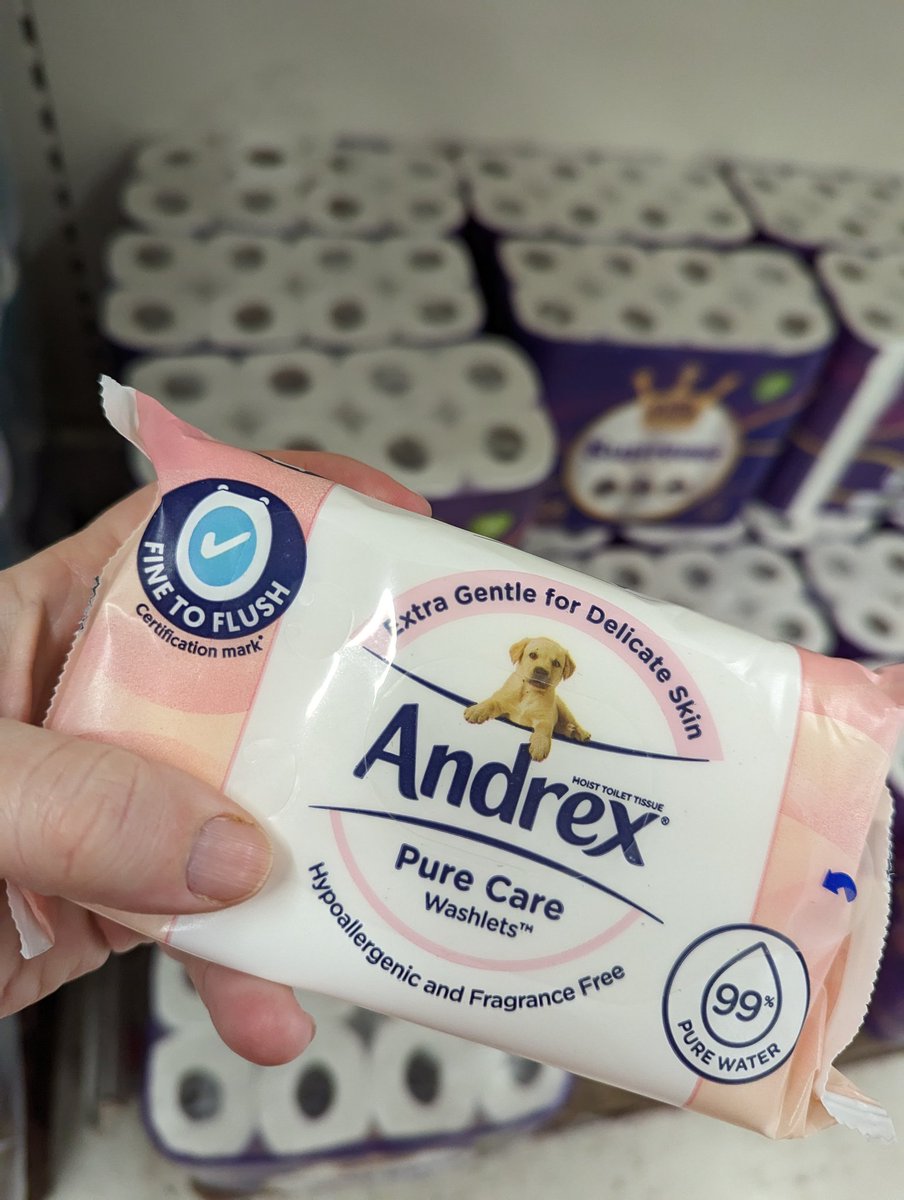 FINE TO FLUSH
Certification mark*
Extra Gentle for Delicate Skin
MOIST TOILET TISSUE
Andrex®
Pure Care
Washlets™
Hypoallergenic and Fragrance Free
99%
PURE WATER
Supreme